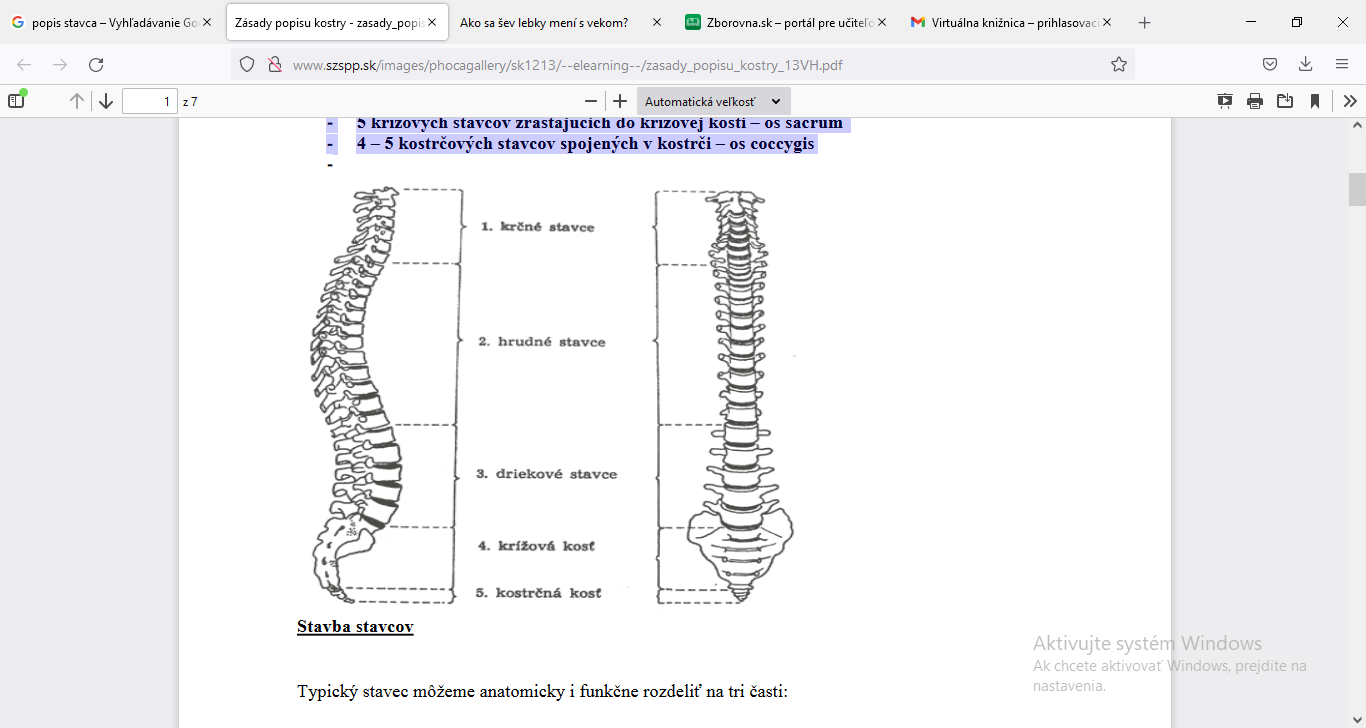 popis stavca – Vyhľadávanie Go
Zásady popisu kostry - zasady_popis
Ako sa šev lebky mení s vekom?
Zborovna.sk – portál pre učiteľo
Virtuálna knižnica – prihlasovac
www.szspp.sk/images/phocagallery/sk1213/--elearning--/zasady_popisu_kostry_13VH.pdf
1 z 7
Automatická veľkosť
- 5 krížových stavcov zrastajúcich do krížovej kosti – os sacrum
- 4 – 5 kostrčových stavcov spojených v kostrči – os coccygis
-
1. krčné stavce
2. hrudné stavce
3. driekové stavce
4. krížová kosť
5. kostrčná kosť
Stavba stavcov
Typický stavec môžeme anatomicky i funkčne rozdeliť na tri časti:
Aktivujte systém Windows
Ak chcete aktivovať Windows, prejdite na
nastavenia.